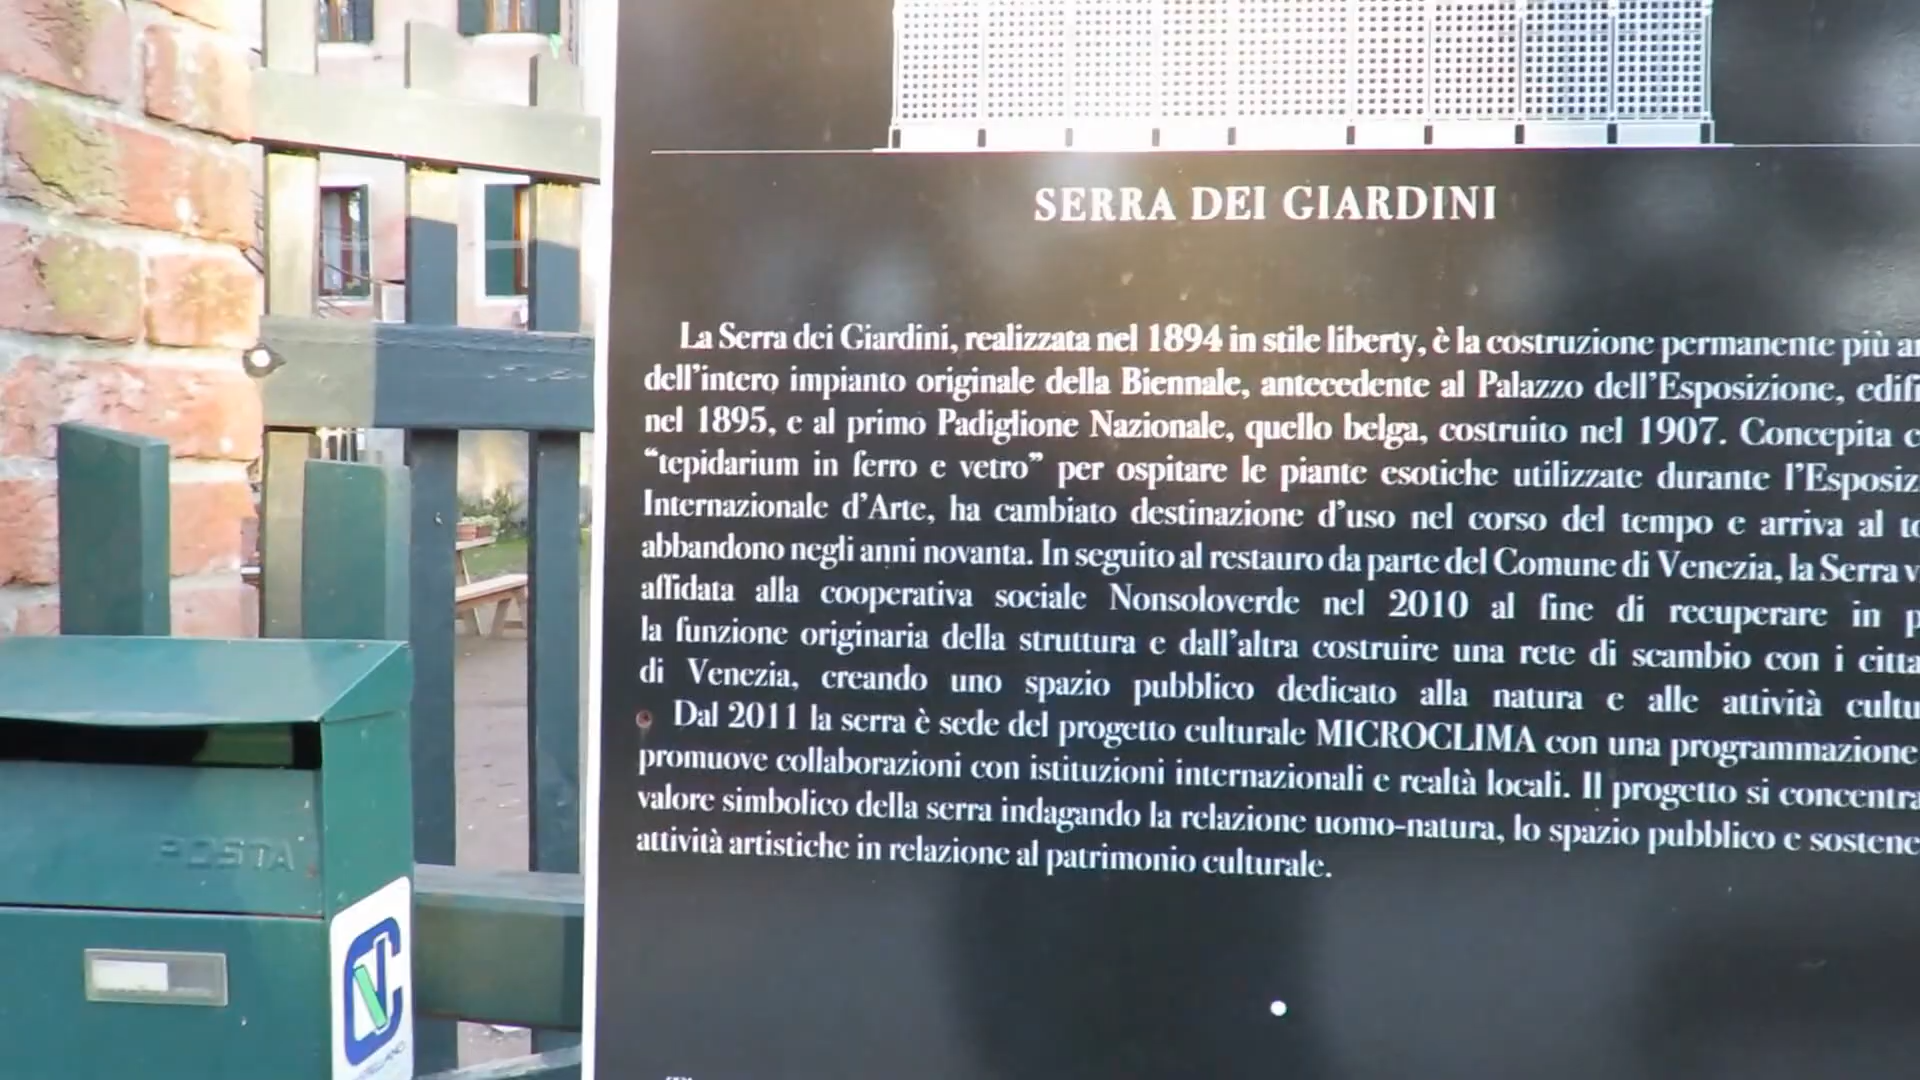 SERRA DEI GIARDINI
La Serra dei Giardini, realizzata nel 1894 in stile liberty, è la costruzione permanente più
dell'intero impianto originale della Biennale, antecedente al Palazzo dell'Esposizione,
nel 1895, e al primo Padiglione Nazionale, quello belga, costruito nel 1907. Concepita
“tepidarium in ferro e vetro” per ospitare le piante esotiche utilizzate durante
Internazionale d'Arte, ha cambiato destinazione d'uso nel corso del tempo e arriva al
abbandono negli anni novanta. In seguito al restauro da parte del Comune di Venezia, la Serra
affidata alla cooperativa sociale Nonsoloverde nel 2010 al fine di recuperare in
la funzione originaria della struttura e dall'altra costruire una rete di scambio con i
di Venezia, creando uno spazio pubblico dedicato alla natura e alle attività
Dal 2011 la serra è sede del progetto culturale MICROCLIMA con una programmazione
promuove collaborazioni con istituzioni internazionali e realtà locali. Il progetto si concentra
valore simbolico della serra indagando la relazione uomo-natura, lo spazio pubblico e
attività artistiche in relazione al patrimonio culturale.
POSTA